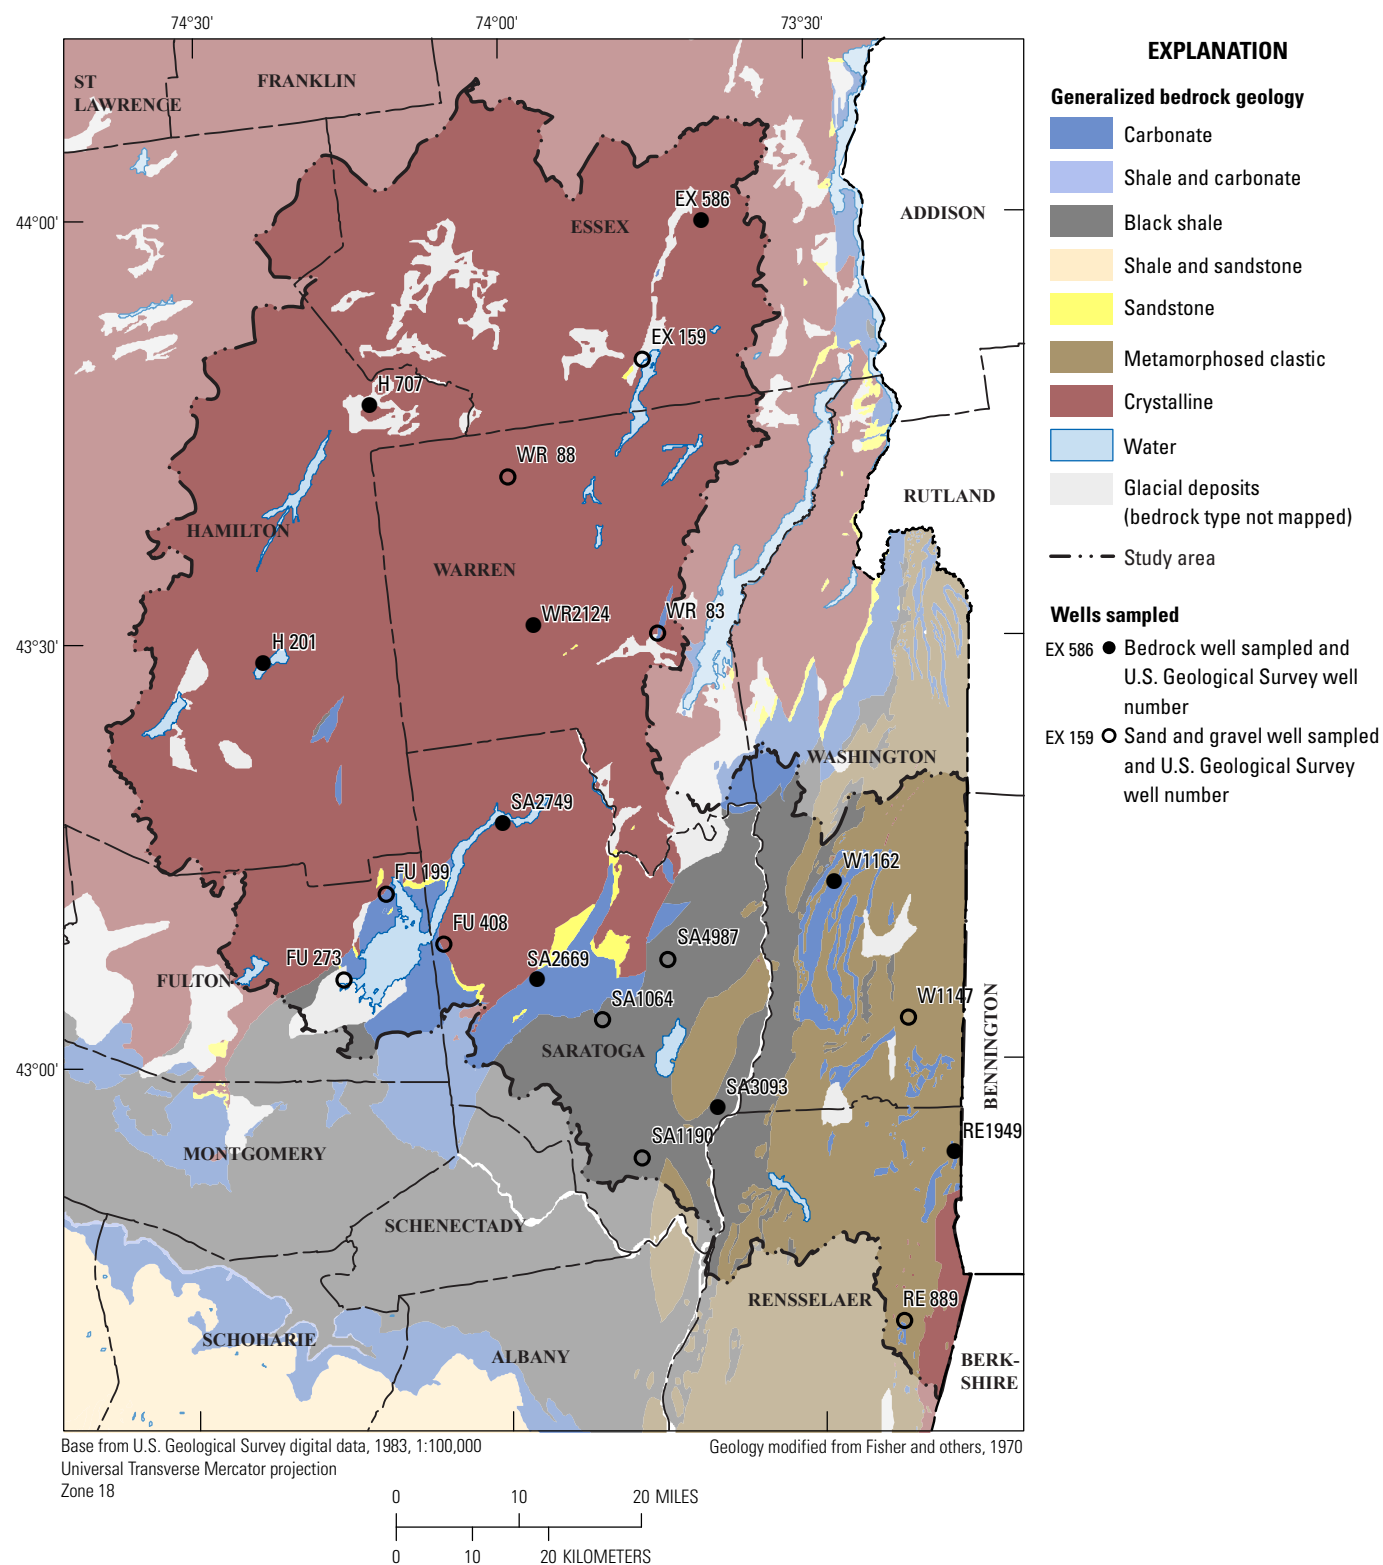 74°30'
74°00'
73°30'
ST
LAWRENCE
FRANKLIN
44°00'
ESSEX
EX 586
ADDISON
EX 159
H 707
WR 88
RUTLAND
HAMILTON
WARREN
WR2124
WR 83
43°30'
H 201
WASHINGTON
SA2749
FU 199
W1162
FU 408
SA4987
FU 273
SA2669
FULTON
SA1064
W1147
SARATOGA
43°00'
BENNINGTON
SA3093
SA1190
RE1949
MONTGOMERY
SCHENECTADY
RENSSELAER
RE 889
SCHOHARIE
ALBANY
BERK-
SHIRE
EXPLANATION
Generalized bedrock geology
Carbonate
Shale and carbonate
Black shale
Shale and sandstone
Sandstone
Metamorphosed clastic
Crystalline
Water
Glacial deposits
(bedrock type not mapped)
Study area
Wells sampled
EX 586 Bedrock well sampled and
U.S. Geological Survey well
number
EX 159 Sand and gravel well sampled
and U.S. Geological Survey
well number
Base from U.S. Geological Survey digital data, 1983, 1:100,000
Universal Transverse Mercator projection
Zone 18
Geology modified from Fisher and others, 1970
0 10 20 MILES
0 10 20 KILOMETERS